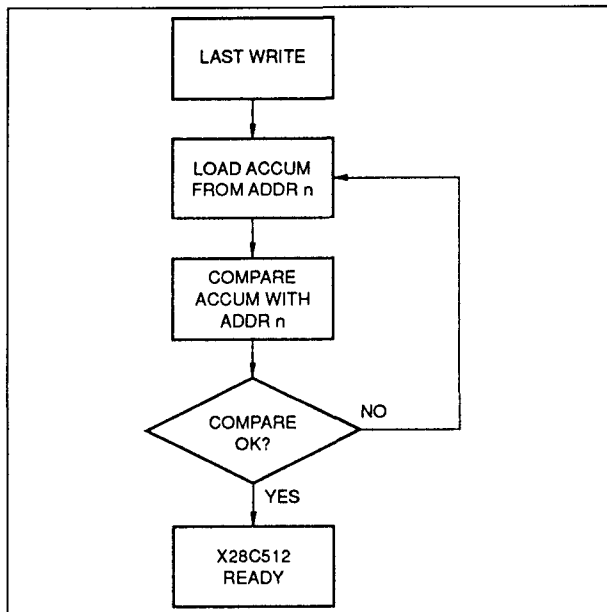 LAST WRITE
LOAD ACCUM
FROM ADDR n
COMPARE
ACCUM WITH
ADDR n
COMPARE
OK?
NO
YES
X28C512
READY